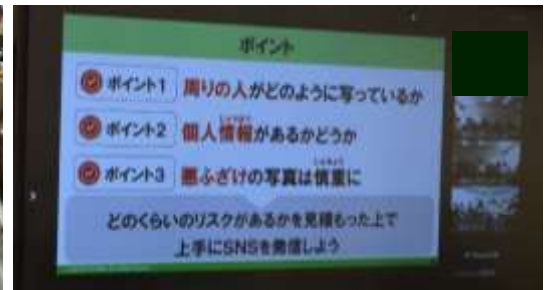 ポイント
ポイント1 周りの人がどのように写っているか
ポイント2 個人情報があるかどうか
ポイント3 悪ふざけの写真は慎重に
どのくらいのリスクがあるかを見積もった上で
上手にSNSを発信しよう